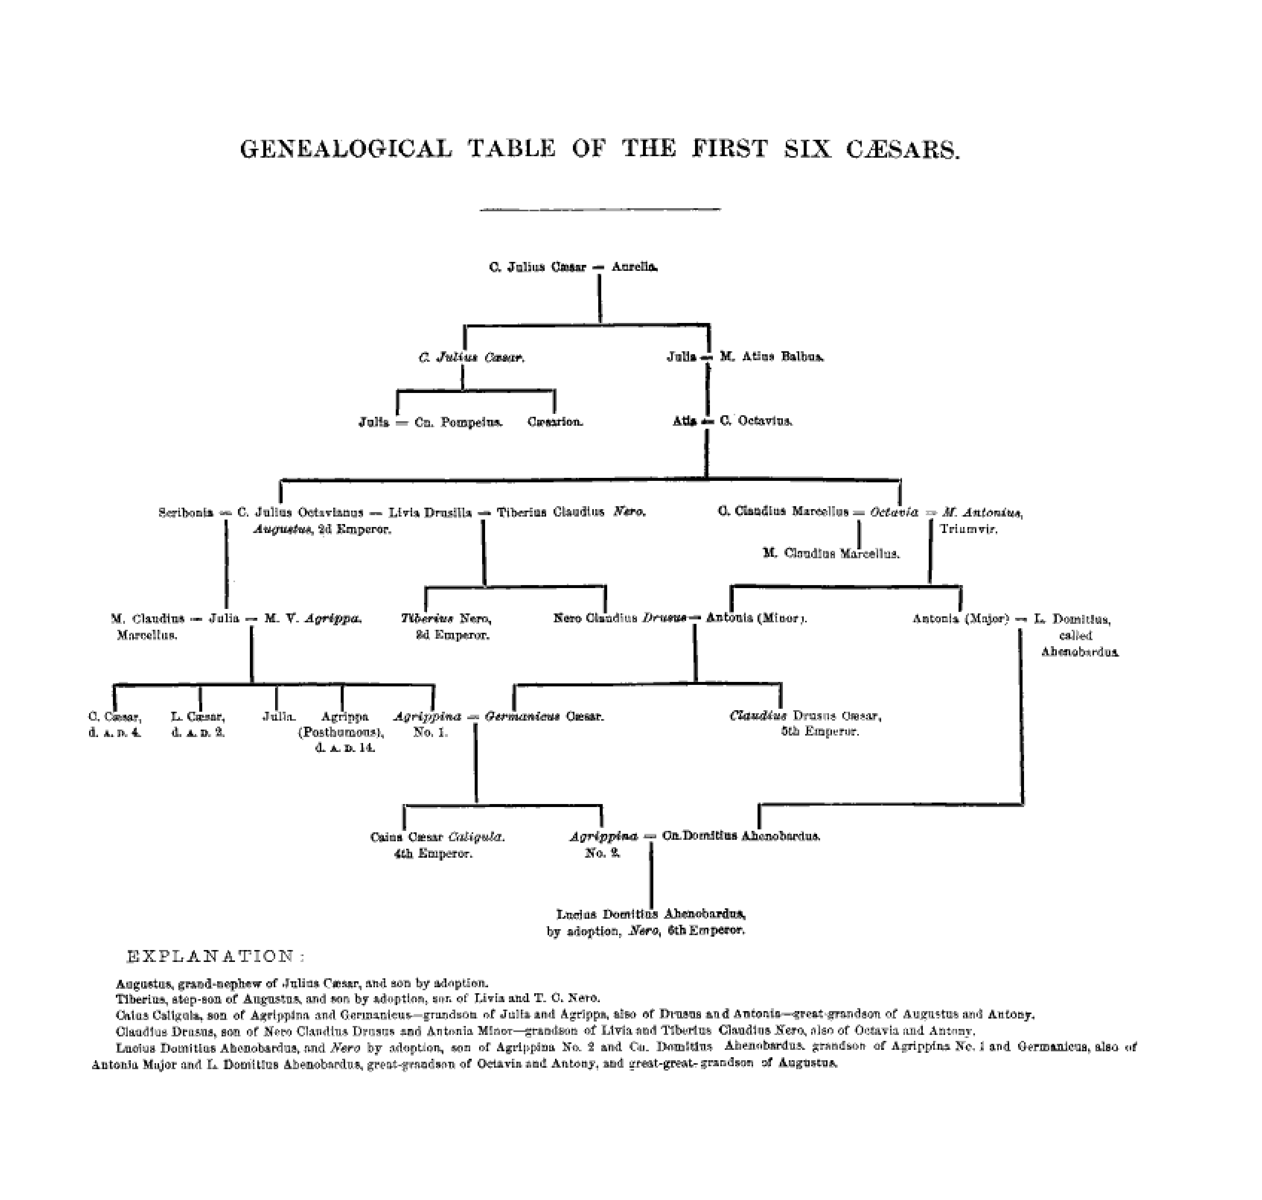 GENEALOGICAL TABLE OF THE FIRST SIX CÆSARS.
C. Julius Cæsar = Aurelia.
C. Julius Cæsar. Julia = M. Atius Balbus.
Julia = Cn. Pompeius. Cæsarion. Atia = C. Octavius.
Scribonia = C. Julius Octavianus = Livia Drusilla = Tiberius Claudius Nero. C. Claudius Marcellus = Octavia = M. Antonius,
Augustus, 2d Emperor. Triumvir.
M. Claudius Marcellus.
M. Claudius = Julia = M. V. Agrippa. Tiberius Nero, Nero Claudius Drusus = Antonia (Minor). Antonia (Major) = L. Domitius,
Marcellus. 3d Emperor. called
Ahenobardus.
C. Cæsar, L. Cæsar, Julia. Agrippa Agrippina = Germanicus Cæsar. Claudius Drusus Cæsar,
d. A. D. 4. d. A. D. 2. (Posthumous), No. 1. 5th Emperor.
d. A. D. 14.
Caius Cæsar Caligula. Agrippina = Cn. Domitius Ahenobardus.
4th Emperor. No. 2.
Lucius Domitius Ahenobardus,
by adoption, Nero, 6th Emperor.
EXPLANATION:
Augustus, grand-nephew of Julius Cæsar, and son by adoption.
Tiberius, step-son of Augustus, and son by adoption, son of Livia and T. C. Nero.
Caius Caligula, son of Agrippina and Germanicus—grandson of Julia and Agrippa, also of Drusus and Antonia—great-grandson of Augustus and Antony.
Claudius Drusus, son of Nero Claudius Drusus and Antonia Minor—grandson of Livia and Tiberius Claudius Nero, also of Octavia and Antony.
Lucius Domitius Ahenobardus, and Nero by adoption, son of Agrippina No. 2 and Cn. Domitius Ahenobardus. grandson of Agrippina No. 1 and Germanicus, also of
Antonia Major and L. Domitius Ahenobardus, great-grandson of Octavia and Antony, and great-great-grandson of Augustus.